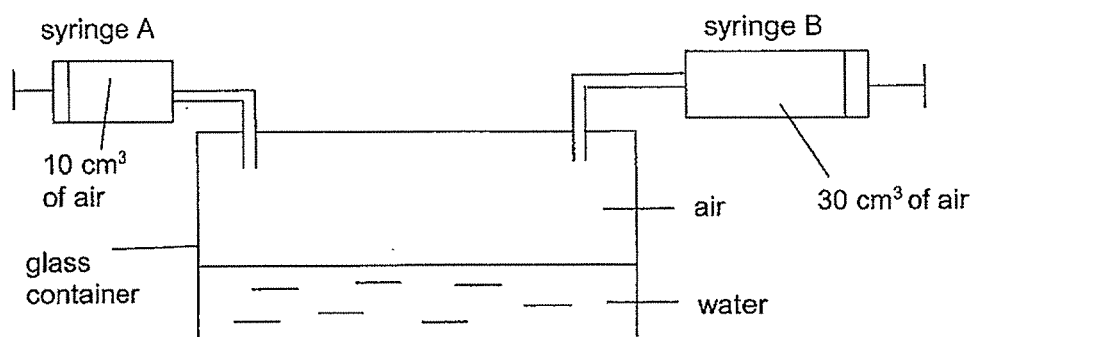 syringe A
syringe B
10 cm³
of air
30 cm³ of air
air
glass
container
water